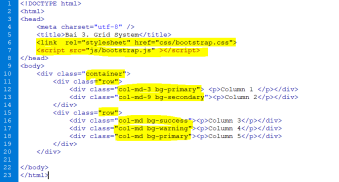 1 <!DOCTYPE html>
2 <html>
3 <head>
4 <meta charset="utf-8" />
5 <title>Bai 3. Grid System</title>
6 <link rel="stylesheet" href="css/bootstrap.css">
7 <script src="js/bootstrap.js" ></script>
8 </head>
9 <body>
10 <div class="container">
11 <div class="row">
12 <div class="col-md-3 bg-primary"> <p>Column 1 </p></div>
13 <div class="col-md-9 bg-secondary"><p>Column 2</p></div>
14 </div>
15 <div class="row">
16 <div class="col-md bg-success"><p>Column 3</p></div>
17 <div class="col-md bg-warning"><p>Column 4</p></div>
18 <div class="col-md bg-primary"><p>Column 5</p></div>
19 </div>
20 </div>
21
22 </body>
23 </html>